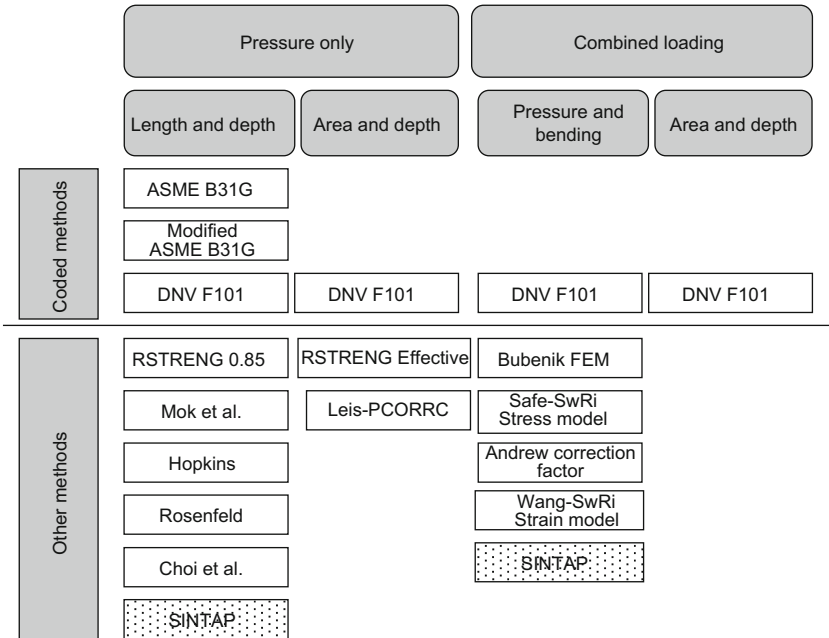 Pressure only
Combined loading
Length and depth
Area and depth
Pressure and
bending
Area and depth
Coded methods
ASME B31G
Modified
ASME B31G
DNV F101
DNV F101
DNV F101
DNV F101
Other methods
RSTRENG 0.85
RSTRENG Effective
Bubenik FEM
Mok et al.
Leis-PCORRC
Safe-SwRi
Stress model
Hopkins
Andrew correction
factor
Rosenfeld
Wang-SwRi
Strain model
Choi et al.
SINTAP
SINTAP